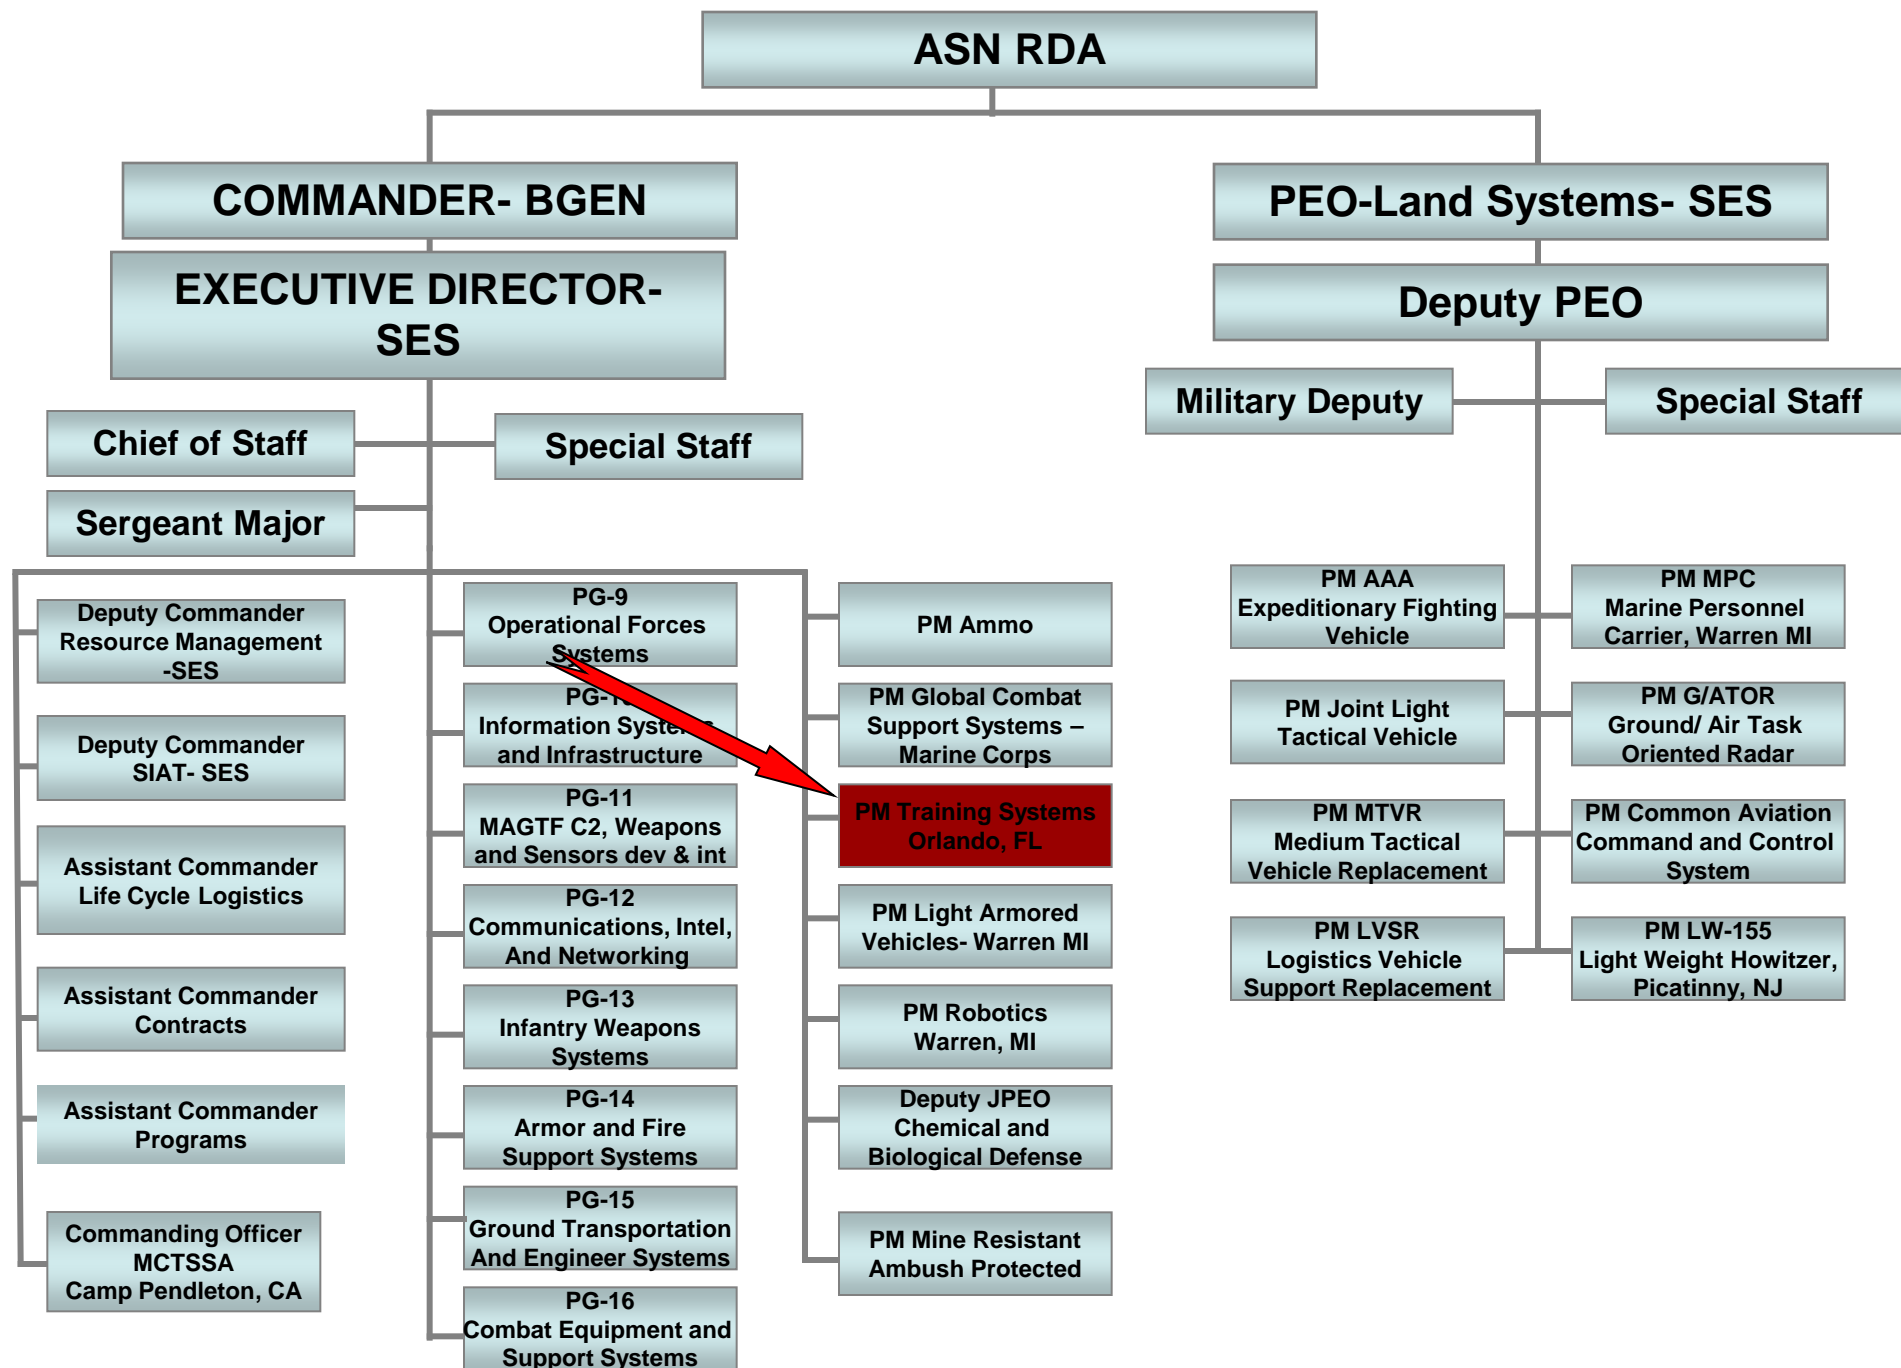 ASN RDA
COMMANDER- BGEN
EXECUTIVE DIRECTOR-
SES
Chief of Staff
Special Staff
Sergeant Major
Deputy Commander
Resource Management
-SES
Deputy Commander
SIAT- SES
Assistant Commander
Life Cycle Logistics
Assistant Commander
Contracts
Assistant Commander
Programs
Commanding Officer
MCTSSA
Camp Pendleton, CA
PG-9
Operational Forces
Systems
Information Systems
and Infrastructure
PG-11
MAGTF C2, Weapons
and Sensors dev & int
PG-12
Communications, Intel,
And Networking
PG-13
Infantry Weapons
Systems
PG-14
Armor and Fire
Support Systems
PG-15
Ground Transportation
And Engineer Systems
PG-16
Combat Equipment and
Support Systems
PM Ammo
PM Global Combat
Support Systems –
Marine Corps
PM Training Systems
Orlando, FL
PM Light Armored
Vehicles- Warren MI
PM Robotics
Warren, MI
Deputy JPEO
Chemical and
Biological Defense
PM Mine Resistant
Ambush Protected
PEO-Land Systems- SES
Deputy PEO
Military Deputy
Special Staff
PM AAA
Expeditionary Fighting
Vehicle
PM MPC
Marine Personnel
Carrier, Warren MI
PM Joint Light
Tactical Vehicle
PM G/ATOR
Ground/ Air Task
Oriented Radar
PM MTVR
Medium Tactical
Vehicle Replacement
PM Common Aviation
Command and Control
System
PM LVSR
Logistics Vehicle
Support Replacement
PM LW-155
Light Weight Howitzer,
Picatinny, NJ